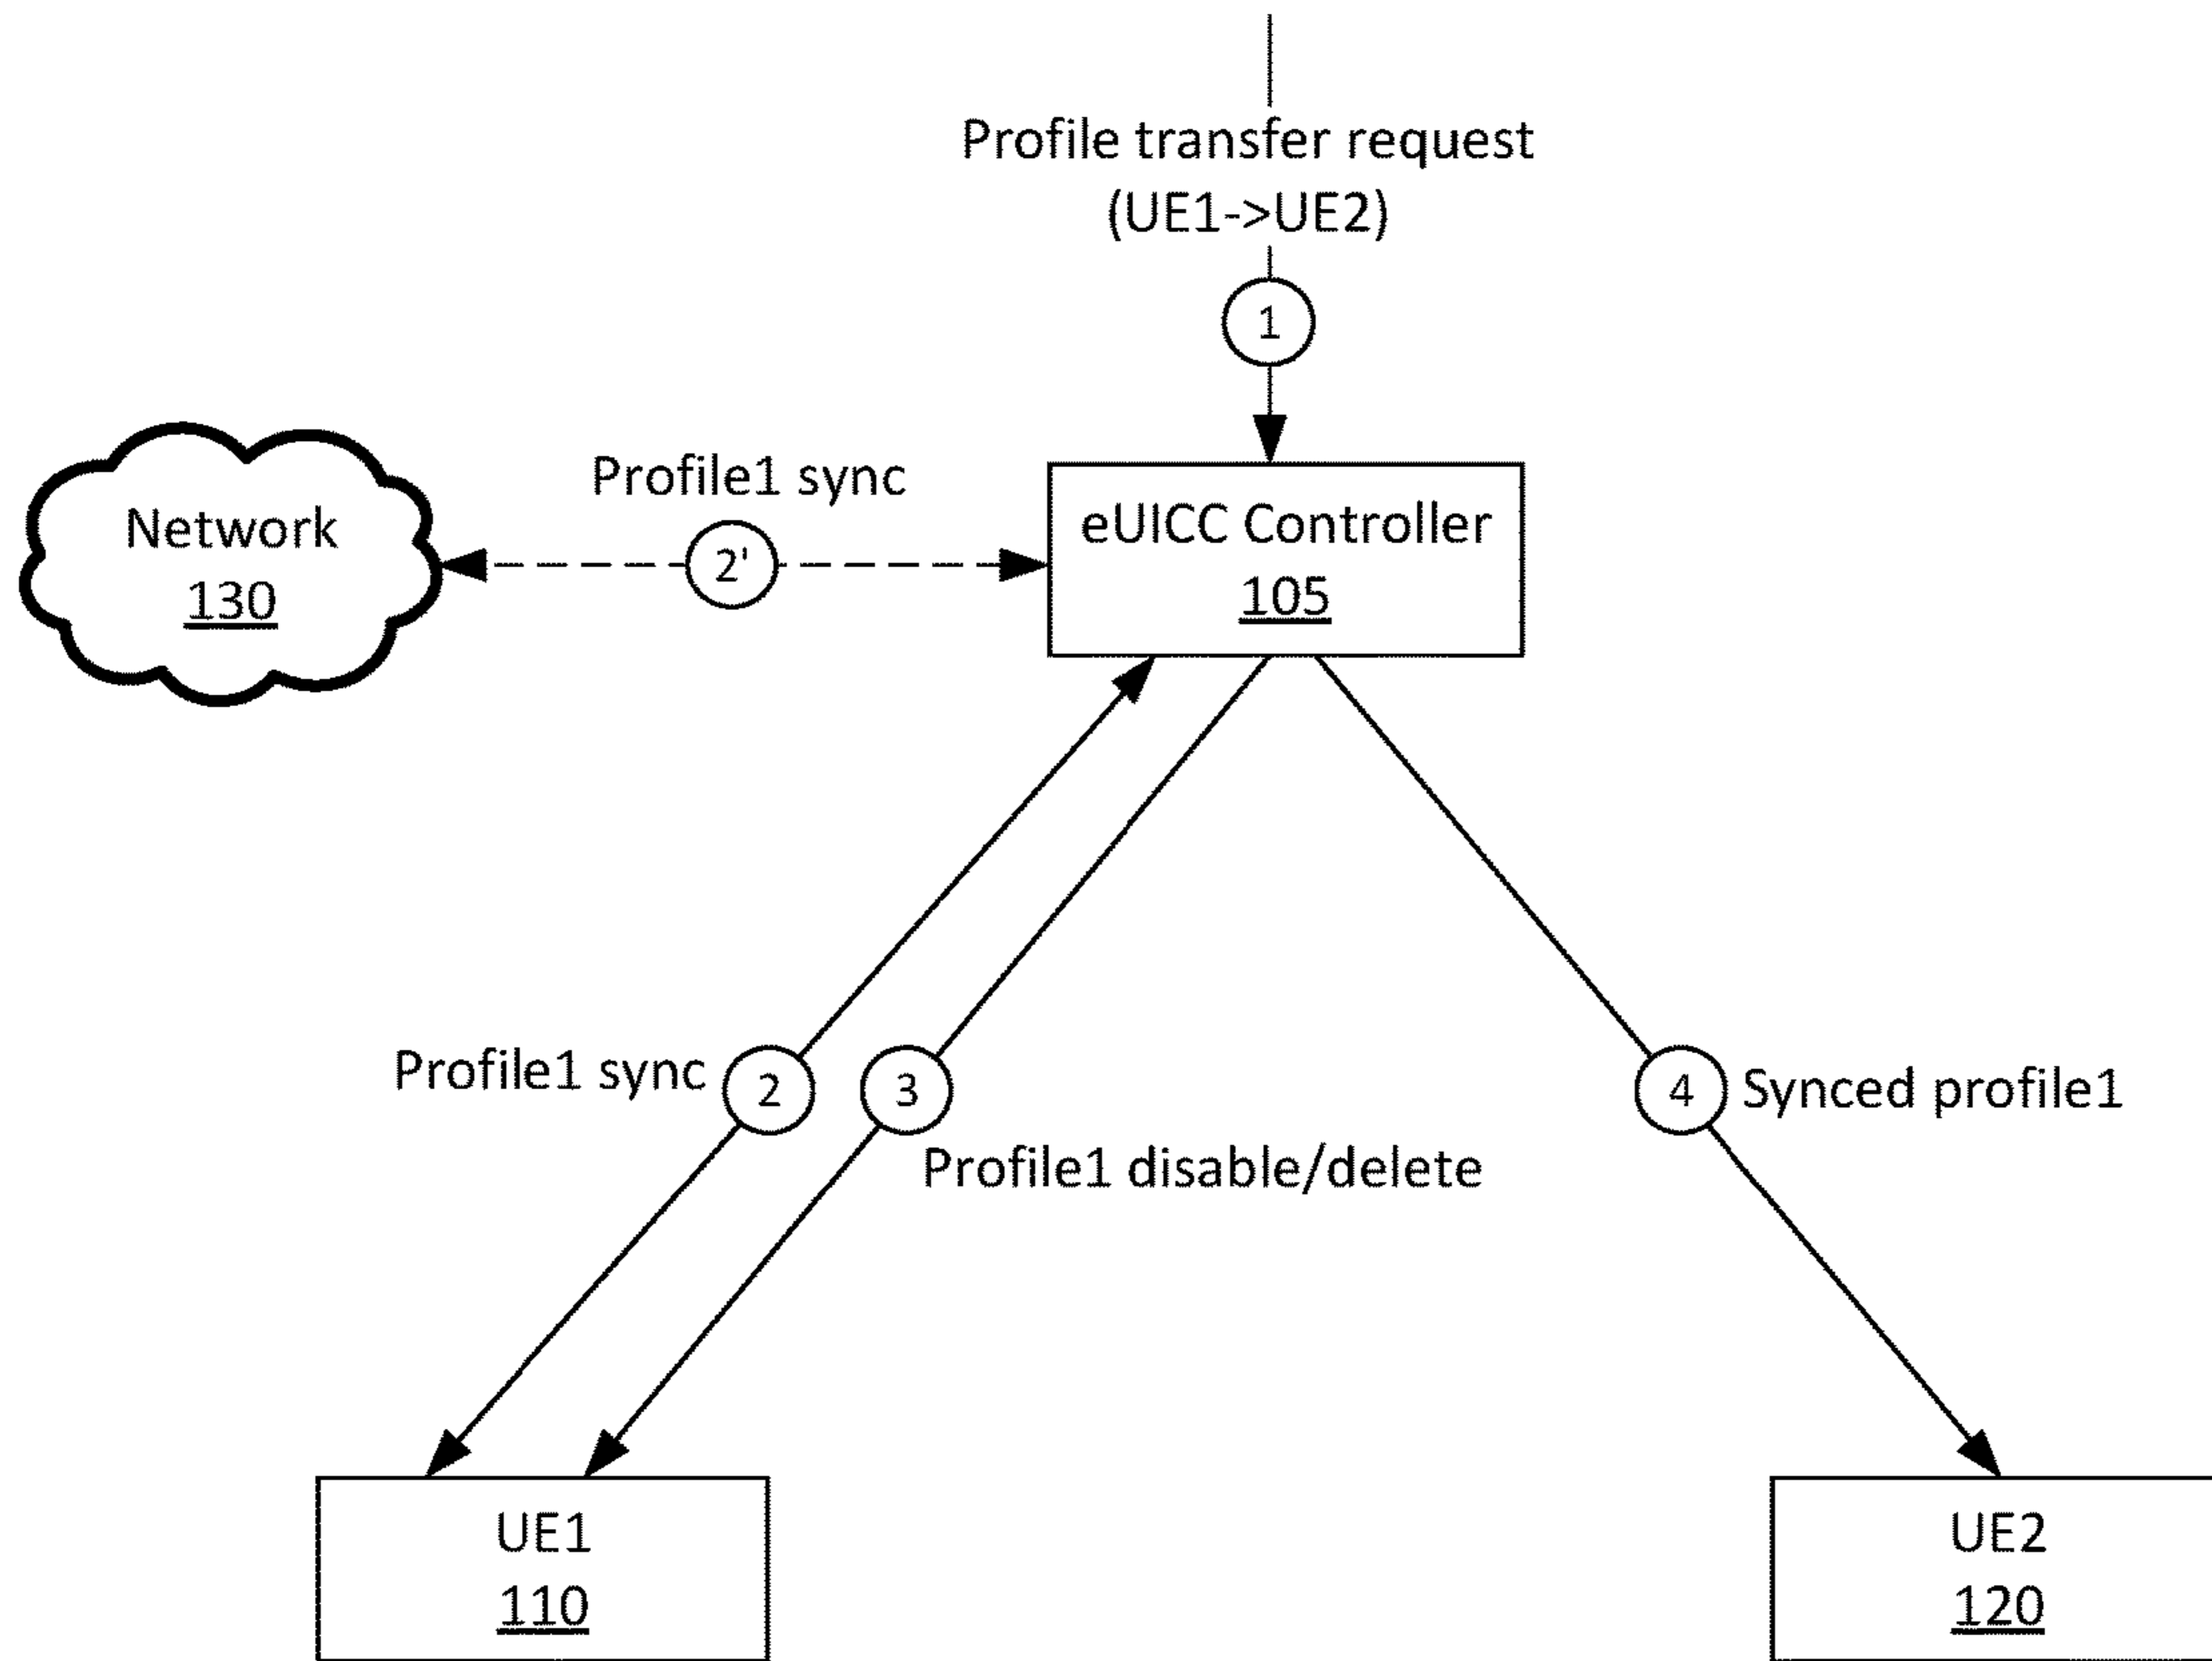 Profile transfer request
(UE1->UE2)
1
Profile1 sync
Network
130
2'
eUICC Controller
105
Profile1 sync
2
3
Profile1 disable/delete
4
Synced profile1
UE1
110
UE2
120